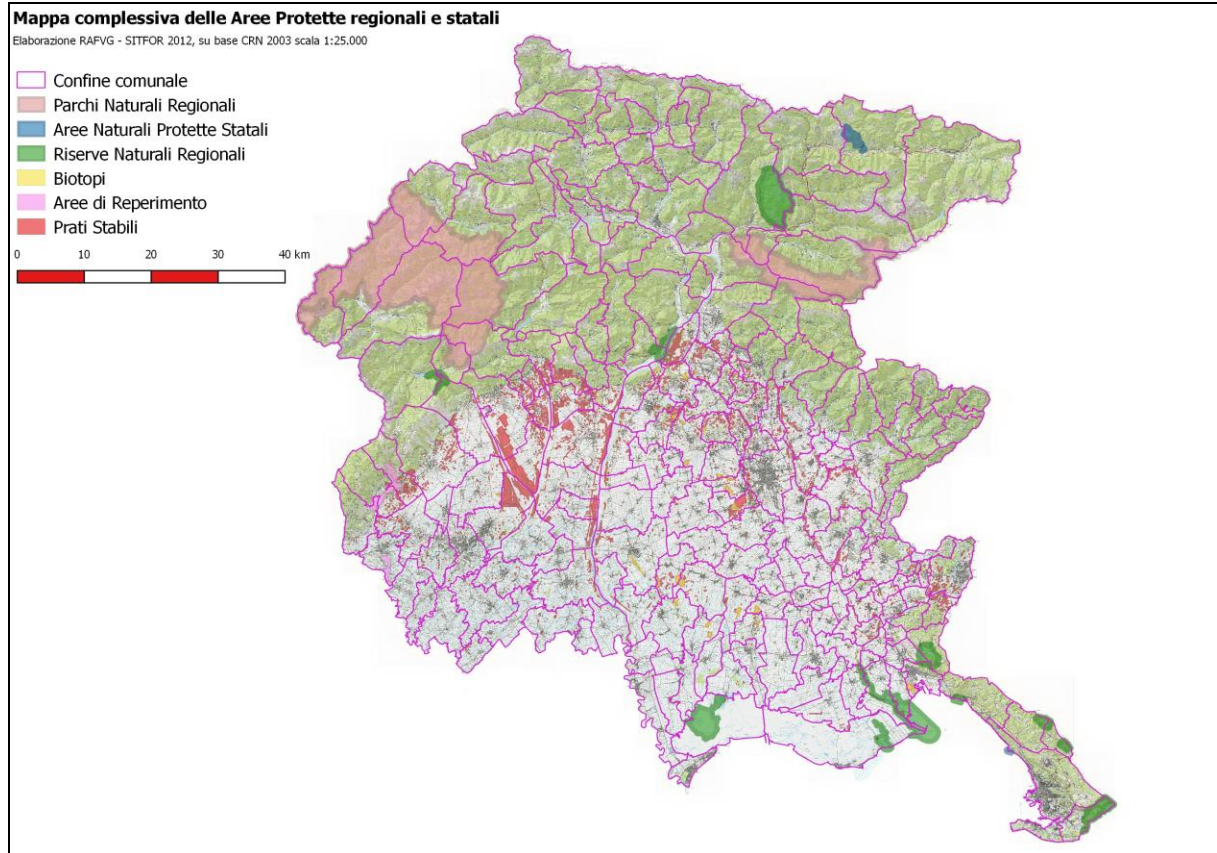 Mappa complessiva delle Aree Protette regionali e statali
Elaborazione RAFVG - SITFOR 2012, su base CRN 2003 scala 1:25.000
Confine comunale
Parchi Naturali Regionali
Aree Naturali Protette Statali
Riserve Naturali Regionali
Biotopi
Aree di Reperimento
Prati Stabili
0 10 20 30 40 km